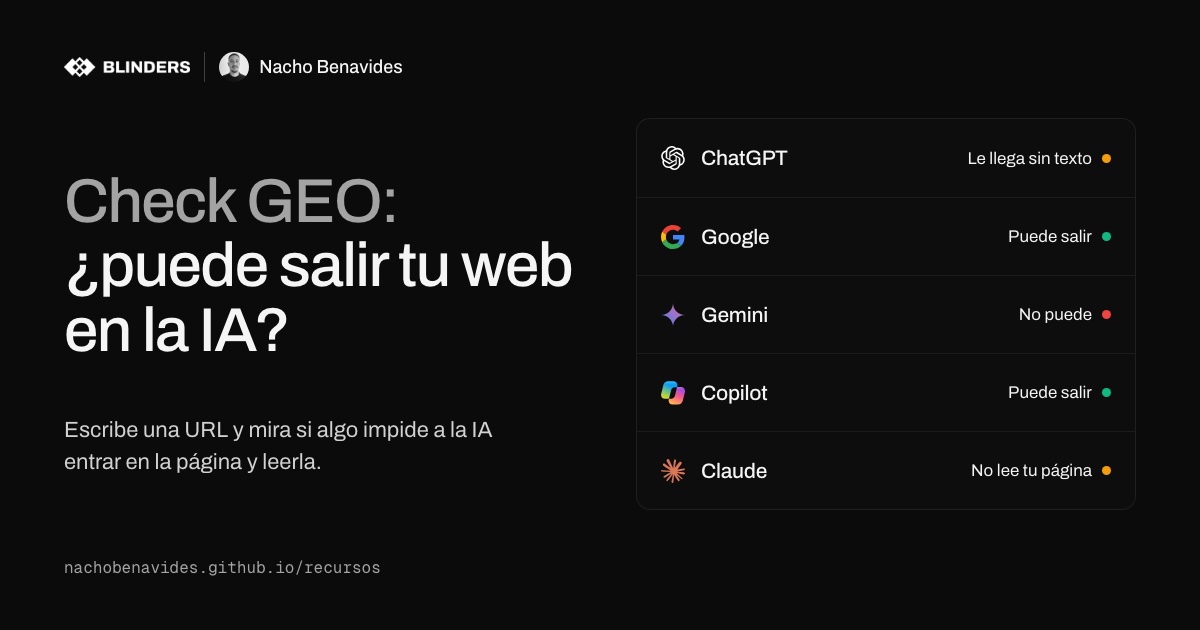 BLINDERS
Nacho Benavides
Check GEO:
¿puede salir tu web
en la IA?
Escribe una URL y mira si algo impide a la IA
entrar en la página y leerla.
nachobenavides.github.io/recursos
ChatGPT Le llega sin texto
Google Puede salir
Gemini No puede
Copilot Puede salir
Claude No lee tu página